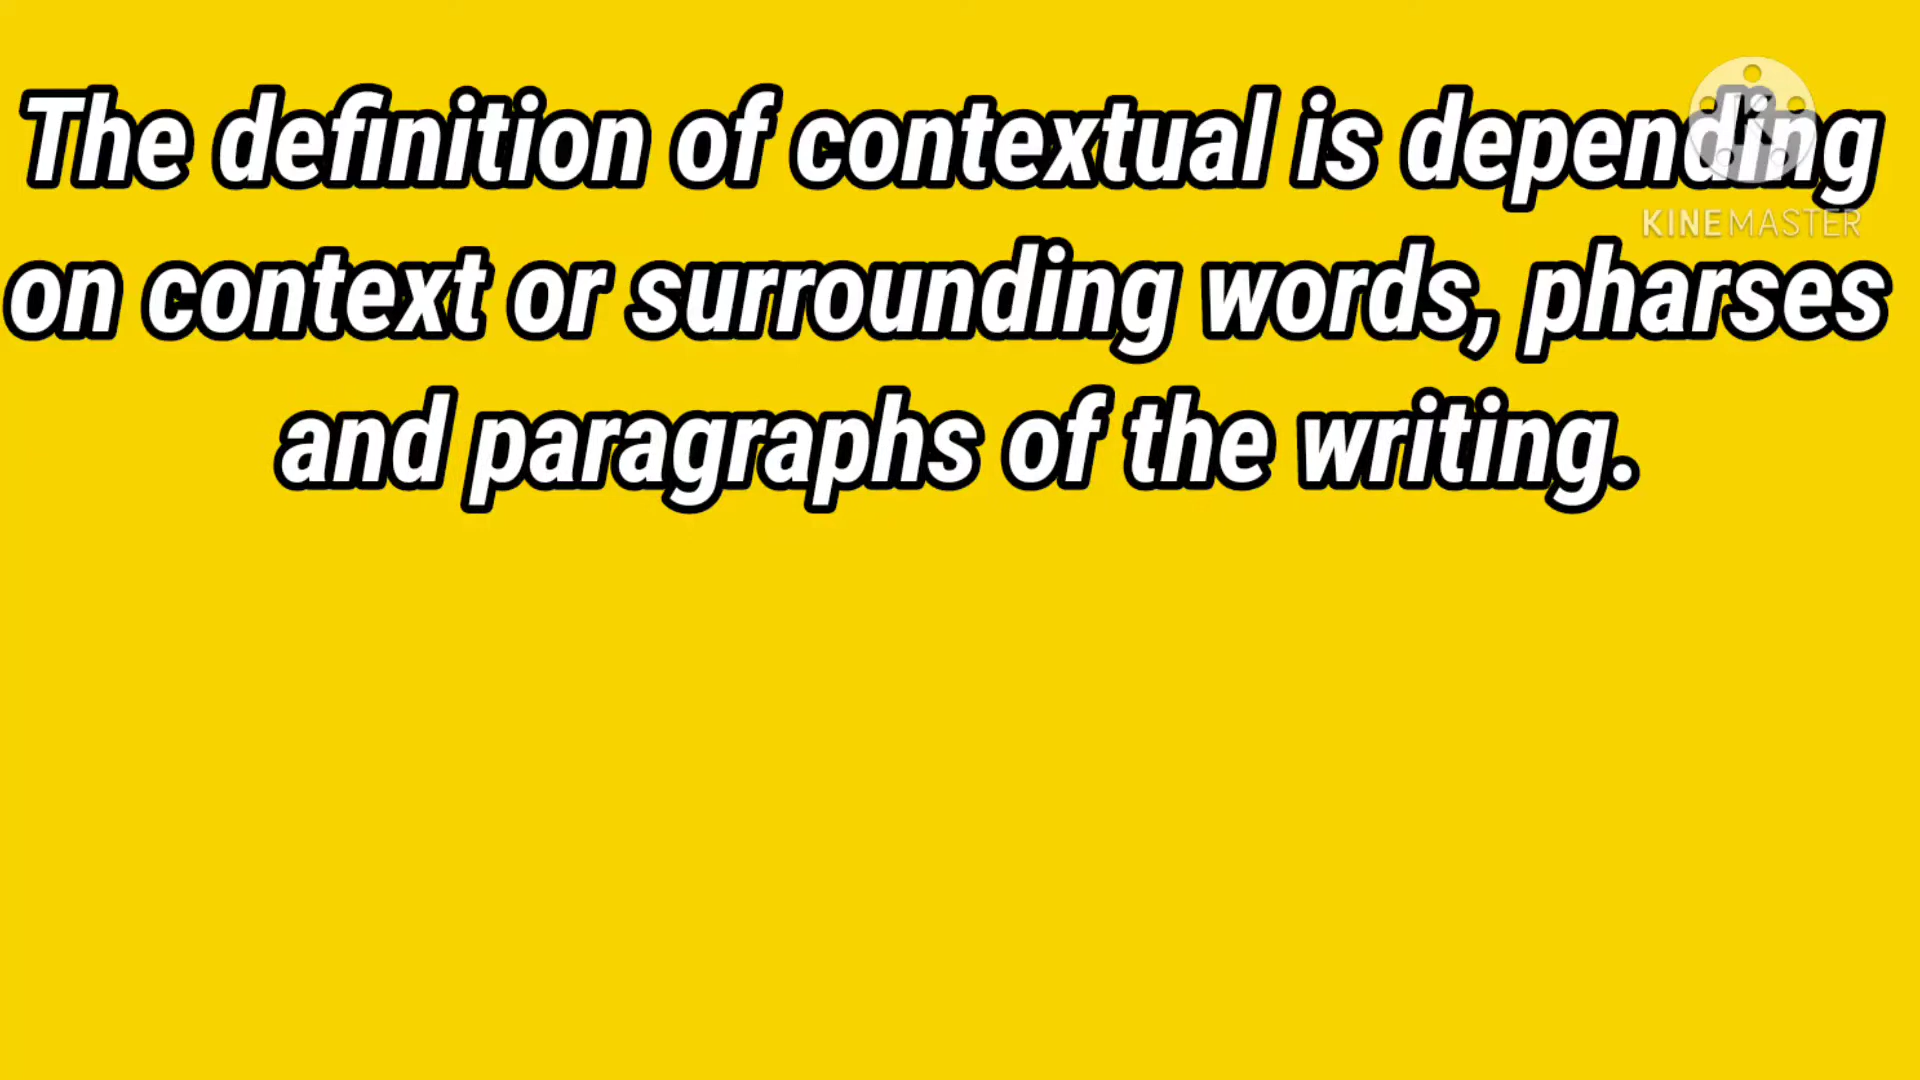 The definition of contextual is depending
KINEMASTER
on context or surrounding words, pharses
and paragraphs of the writing.